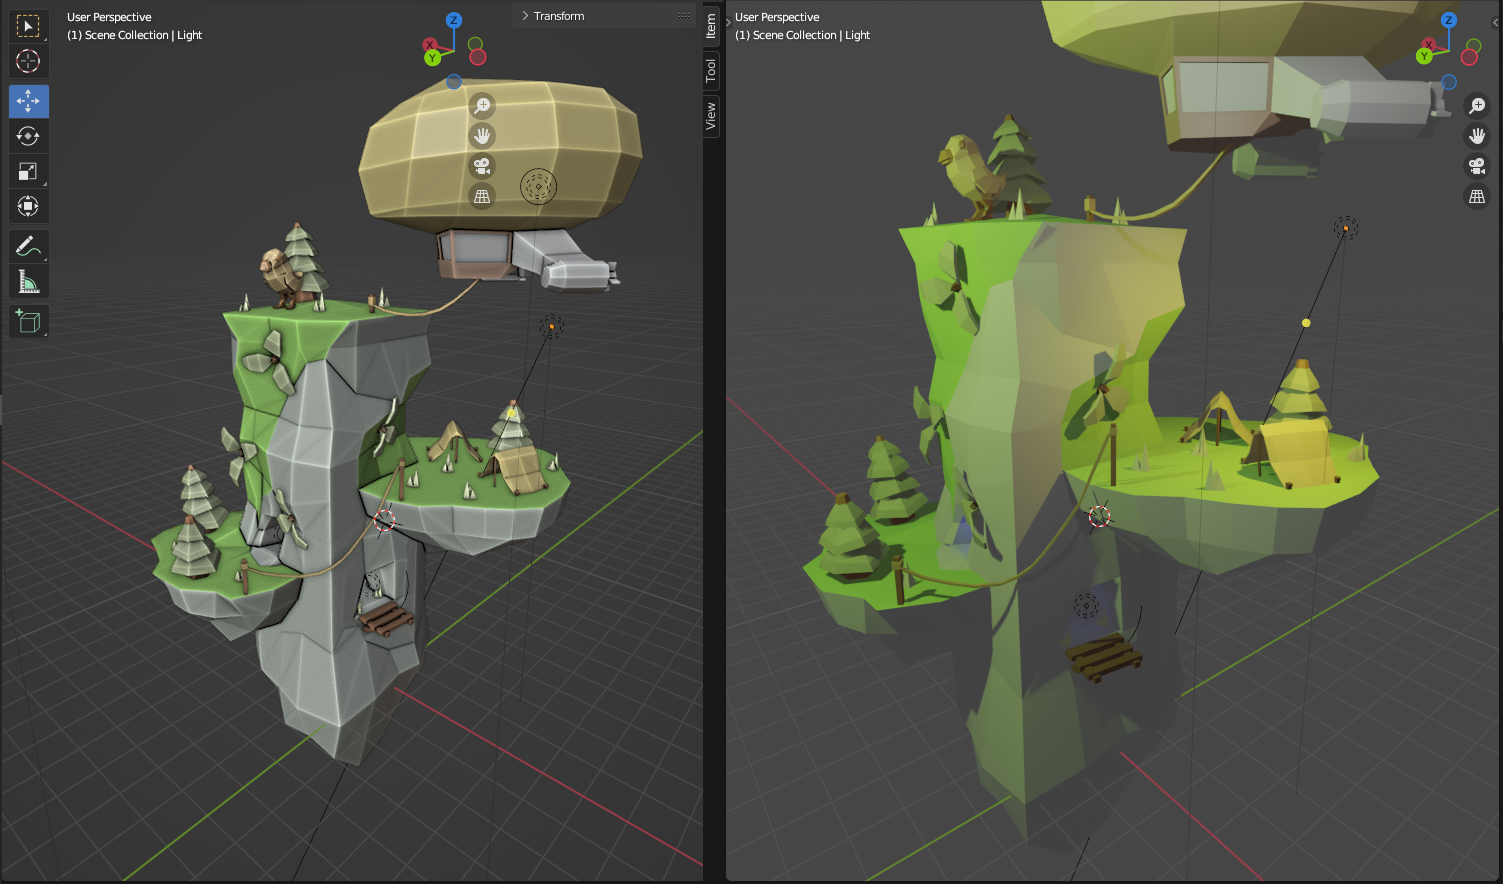 User Perspective
(1) Scene Collection | Light
Transform
Item
Tool
View
Z
X
Y
User Perspective
(1) Scene Collection | Light
Z
X
Y